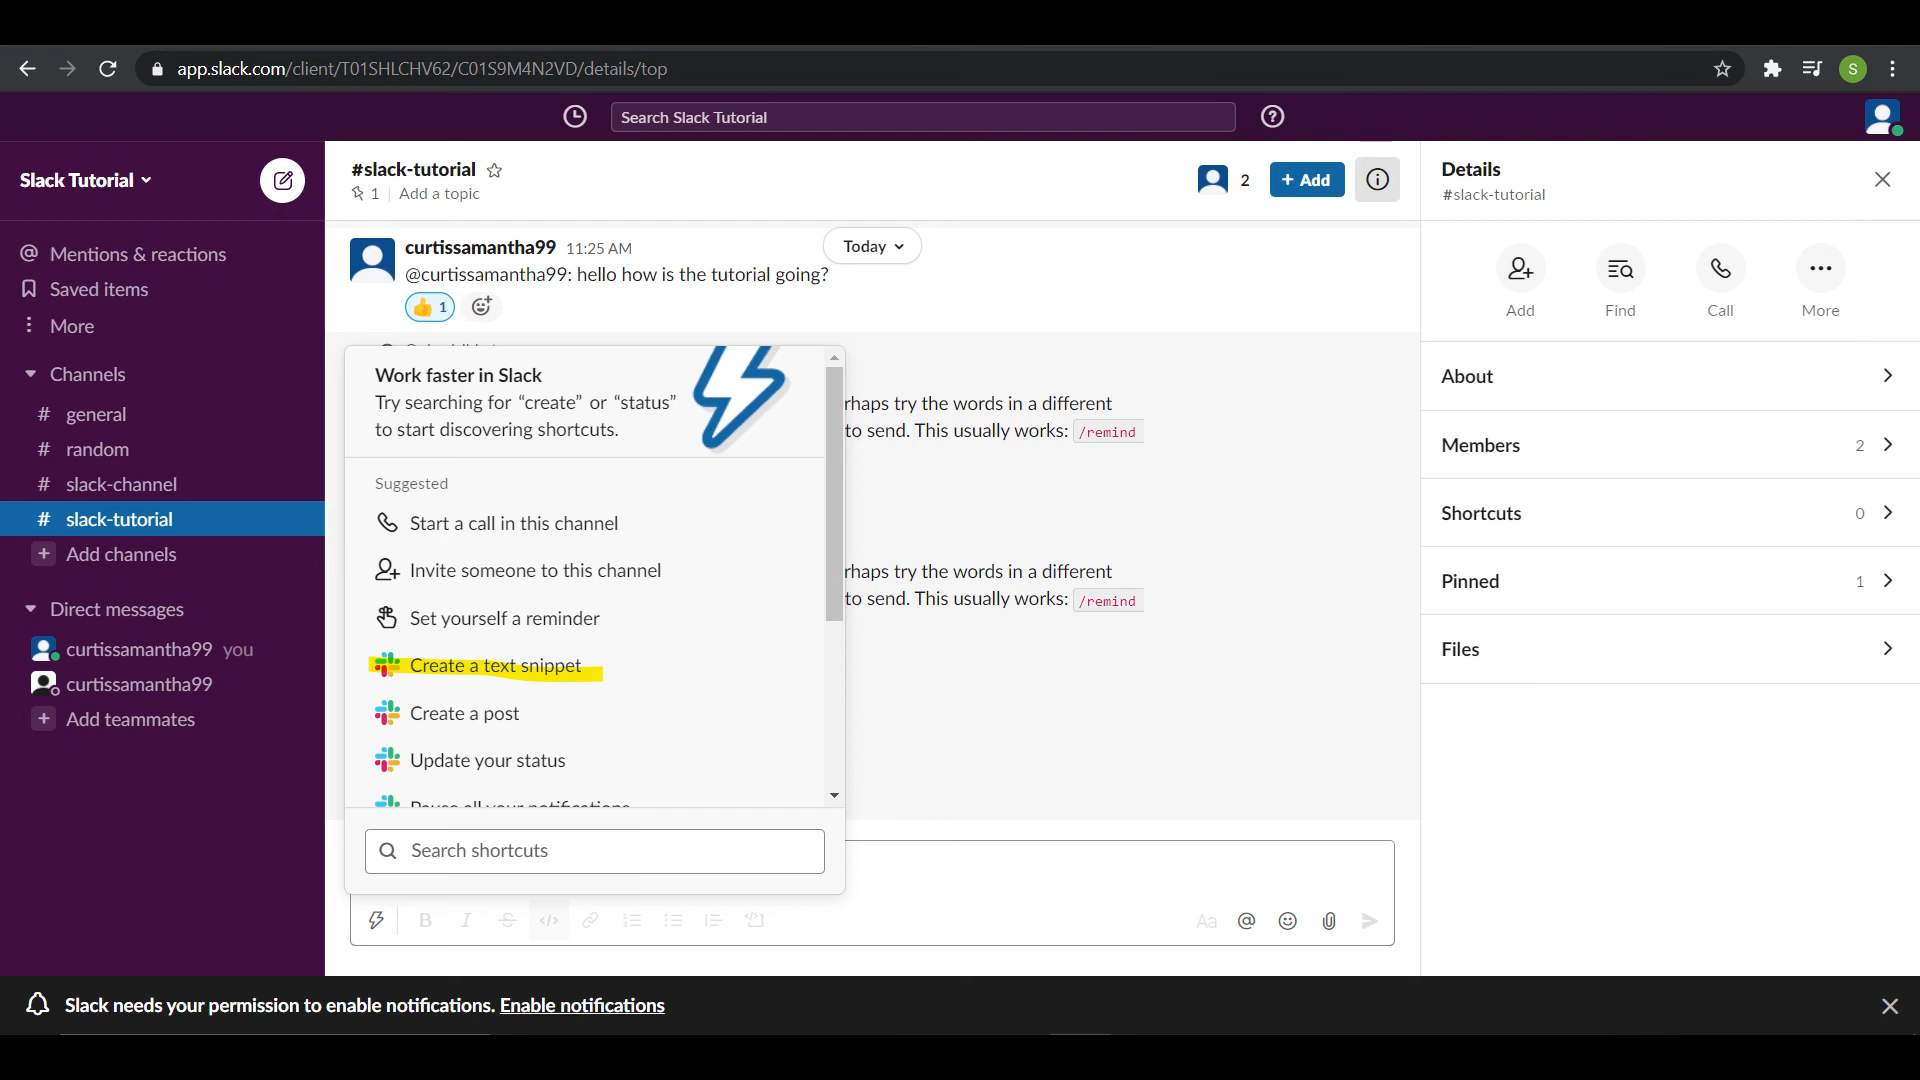 app.slack.com/client/T01SHLCHV62/C01S9M4N2VD/details/top
S
Search Slack Tutorial
Slack Tutorial
Mentions & reactions
Saved items
More
Channels
# general
# random
# slack-channel
# slack-tutorial
+ Add channels
Direct messages
curtissamantha99 you
curtissamantha99
+ Add teammates
#slack-tutorial
1 | Add a topic
2
+ Add
Today
curtissamantha99 11:25 AM
@curtissamantha99: hello how is the tutorial going?
1
Work faster in Slack
Try searching for “create” or “status”
to start discovering shortcuts.
Suggested
Start a call in this channel
Invite someone to this channel
Set yourself a reminder
Create a text snippet
Create a post
Update your status
Pause all your notifications
Search shortcuts
rhaps try the words in a different
to send. This usually works: /remind
rhaps try the words in a different
to send. This usually works: /remind
B I S </>
Aa @
Details
#slack-tutorial
Add
Find
Call
More
About
Members 2
Shortcuts 0
Pinned 1
Files
Slack needs your permission to enable notifications. Enable notifications